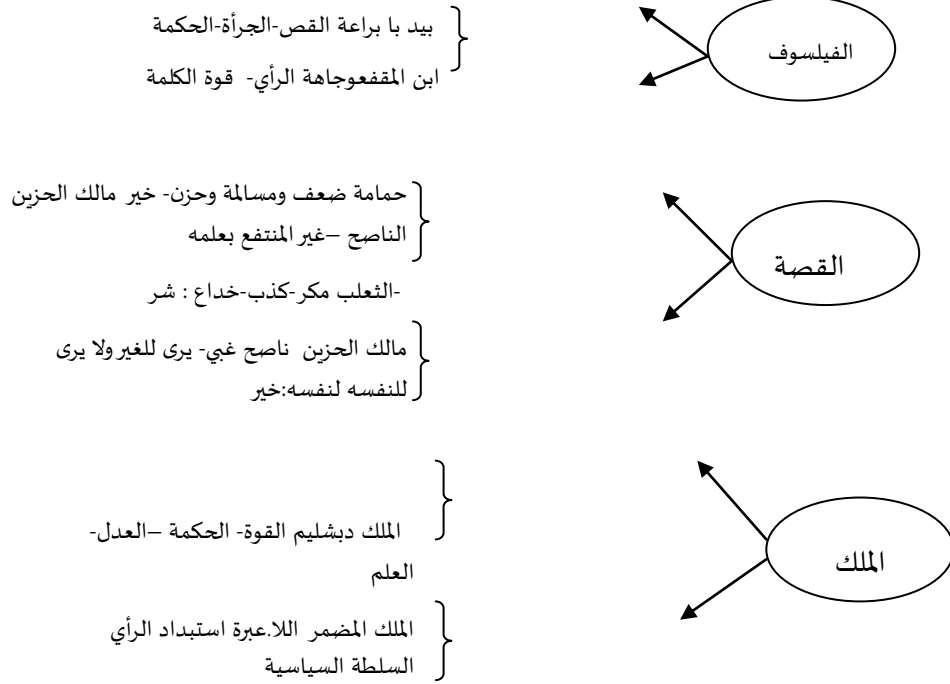 الفيلسوف
بيد با براعة القص-الجرأة-الحكمة
ابن المقفعوجاهة الرأي- قوة الكلمة
القصة
حمامة ضعف ومسالمة وحزن- خير مالك الحزين
الناصح –غير المنتفع بعلمه
-الثعلب مكر-كذب-خداع : شر
مالك الحزين ناصح غبي- يرى للغير ولا يرى
للنفسه لنفسه:خير
الملك
الملك دبشليم القوة- الحكمة –العدل-
العلم
الملك المضمر اللا.عبرة استبداد الرأي
السلطة السياسية